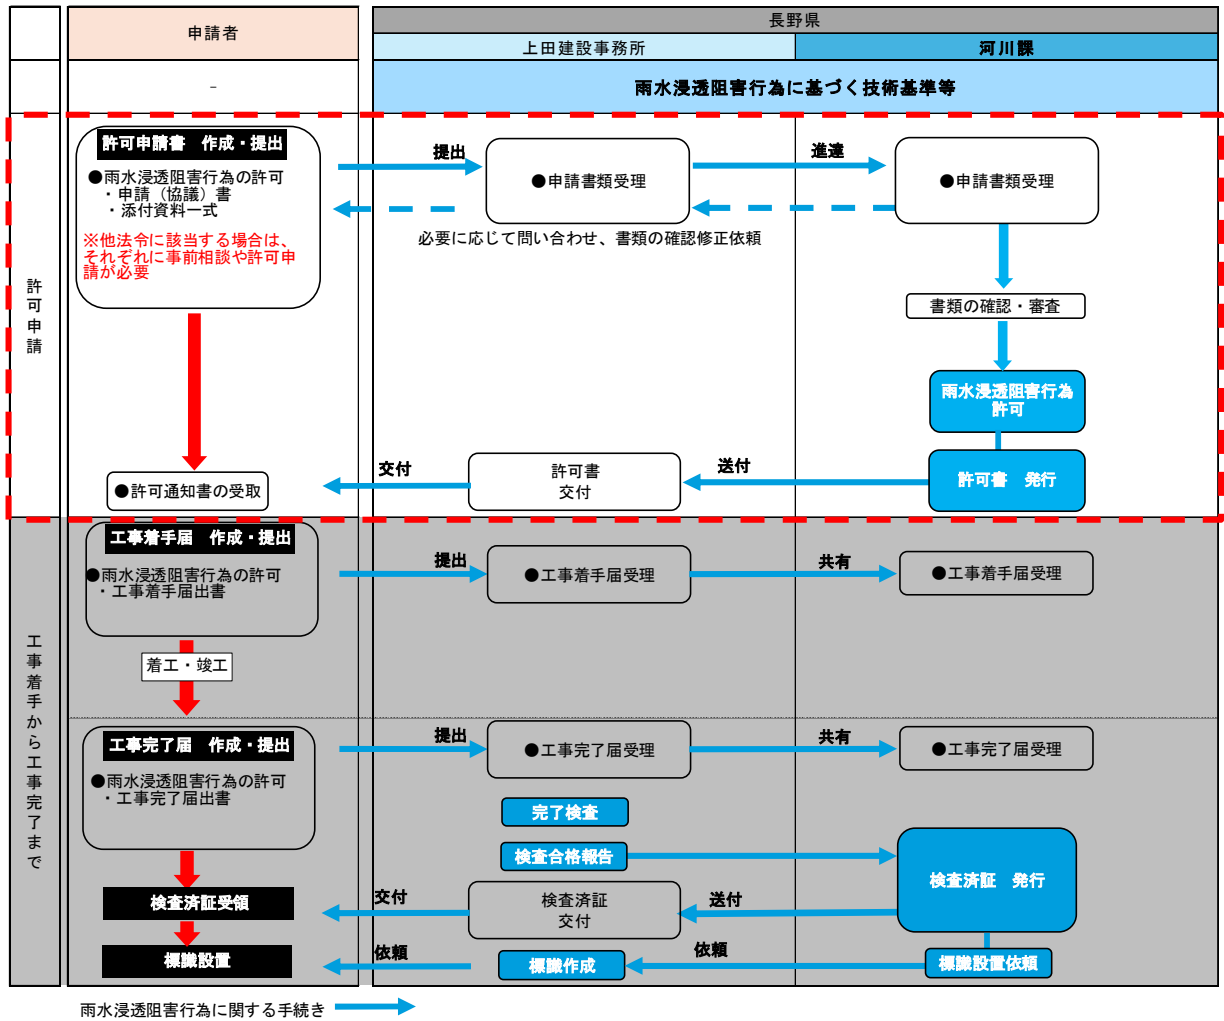 申請者
長野県
上田建設事務所
河川課
-
雨水浸透阻害行為に基づく技術基準等
許可申請
許可申請書　作成・提出
●雨水浸透阻害行為の許可
・申請（協議）書
・添付資料一式
※他法令に該当する場合は、
それぞれに事前相談や許可申
請が必要
提出
●申請書類受理
進達
●申請書類受理
必要に応じて問い合わせ、書類の確認修正依頼
書類の確認・審査
雨水浸透阻害行為
許可
許可書　発行
送付
許可書
交付
交付
●許可通知書の受取
工事着手から工事完了まで
工事着手届　作成・提出
●雨水浸透阻害行為の許可
・工事着手届出書
提出
●工事着手届受理
共有
●工事着手届受理
着工・竣工
工事完了届　作成・提出
●雨水浸透阻害行為の許可
・工事完了届出書
提出
●工事完了届受理
共有
●工事完了届受理
完了検査
検査合格報告
検査済証　発行
送付
検査済証
交付
交付
検査済証受領
標識設置依頼
依頼
標識作成
依頼
標識設置
雨水浸透阻害行為に関する手続き